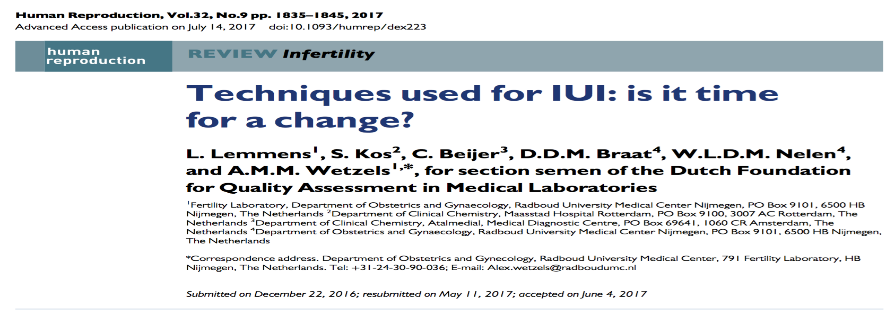 Human Reproduction, Vol.32, No.9 pp. 1835–1845, 2017
Advanced Access publication on July 14, 2017 doi:10.1093/humrep/dex223
human
reproduction
REVIEW Infertility
Techniques used for IUI: is it time
for a change?
L. Lemmens¹, S. Kos², C. Beijer³, D.D.M. Braat⁴, W.L.D.M. Nelen⁴,
and A.M.M. Wetzels¹,*, for section semen of the Dutch Foundation
for Quality Assessment in Medical Laboratories
¹Fertility Laboratory, Department of Obstetrics and Gynaecology, Radboud University Medical Center Nijmegen, PO Box 9101, 6500 HB
Nijmegen, The Netherlands ²Department of Clinical Chemistry, Maasstad Hospital Rotterdam, PO Box 9100, 3007 AC Rotterdam, The
Netherlands ³Department of Clinical Chemistry, Atalmedial, Medical Diagnostic Centre, PO Box 69641, 1060 CR Amsterdam, The
Netherlands ⁴Department of Obstetrics and Gynaecology, Radboud University Medical Center Nijmegen, PO Box 9101, 6500 HB Nijmegen,
The Netherlands
*Correspondence address. Department of Obstetrics and Gynecology, Radboud University Medical Center, 791 Fertility Laboratory, HB
Nijmegen, The Netherlands. Tel: +31-24-30-90-036; E-mail: Alex.wetzels@radboudumc.nl
Submitted on December 22, 2016; resubmitted on May 11, 2017; accepted on June 4, 2017